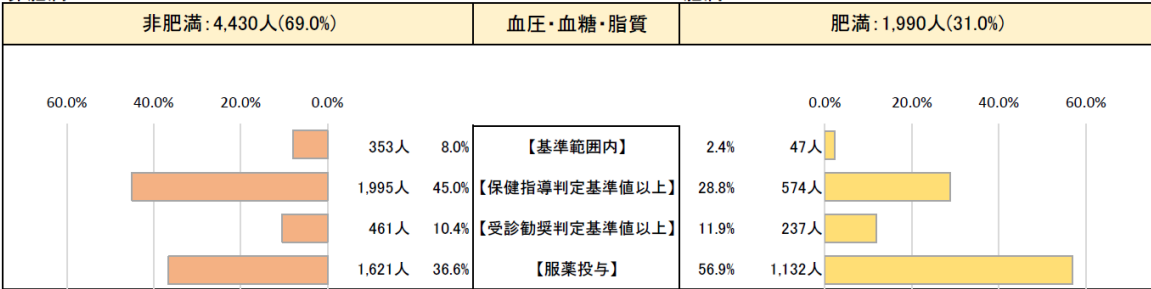 非肥満:4,430人(69.0%) 血圧・血糖・脂質 肥満:1,990人(31.0%)
60.0% 40.0% 20.0% 0.0% 0.0% 20.0% 40.0% 60.0%
353人 8.0% 【基準範囲内】 2.4% 47人
1,995人 45.0% 【保健指導判定基準値以上】 28.8% 574人
461人 10.4% 【受診勧奨判定基準値以上】 11.9% 237人
1,621人 36.6% 【服薬投与】 56.9% 1,132人